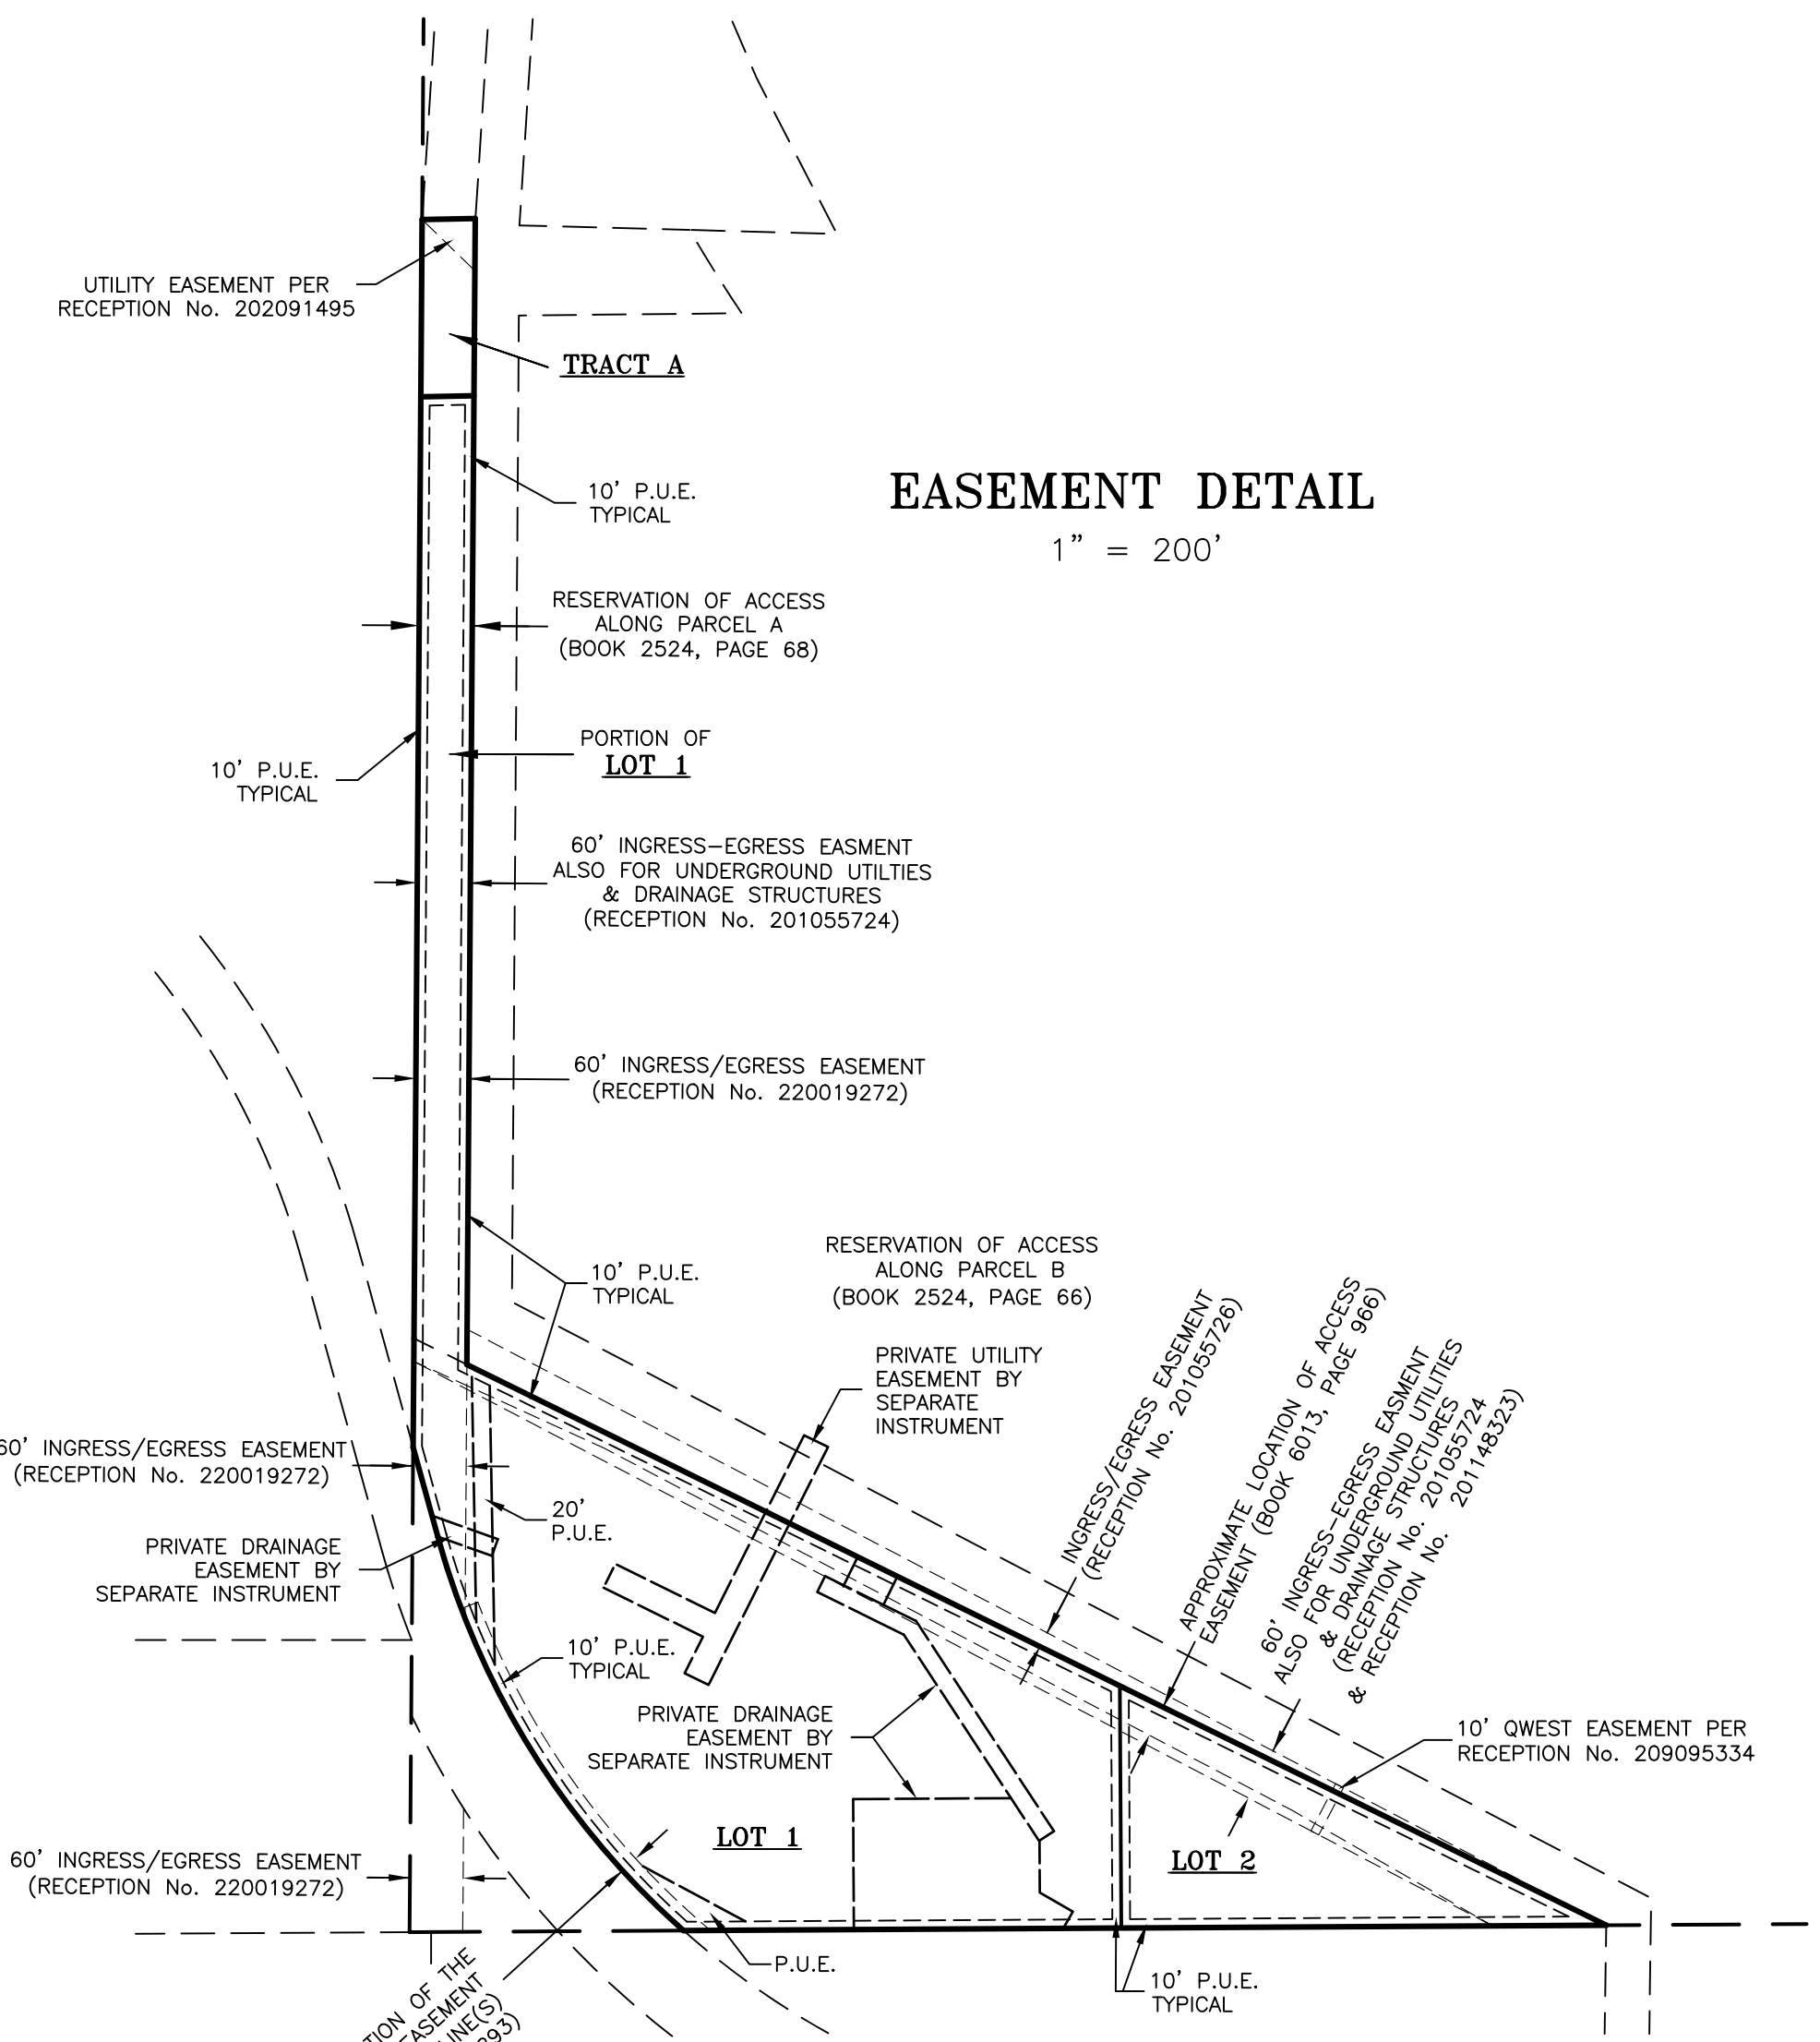 UTILITY EASEMENT PER
RECEPTION No. 202091495
TRACT A
10' P.U.E.
TYPICAL
EASEMENT DETAIL
1" = 200'
RESERVATION OF ACCESS
ALONG PARCEL A
(BOOK 2524, PAGE 68)
PORTION OF
LOT 1
10' P.U.E.
TYPICAL
60' INGRESS-EGRESS EASMENT
ALSO FOR UNDERGROUND UTILTIES
& DRAINAGE STRUCTURES
(RECEPTION No. 201055724)
60' INGRESS/EGRESS EASEMENT
(RECEPTION No. 220019272)
10' P.U.E.
TYPICAL
RESERVATION OF ACCESS
ALONG PARCEL B
(BOOK 2524, PAGE 66)
PRIVATE UTILITY
EASEMENT BY
SEPARATE
INSTRUMENT
INGRESS/EGRESS EASEMENT
(RECEPTION No. 201055726)
APPROXIMATE LOCATION OF ACCESS
EASEMENT (BOOK 6013, PAGE 966)
60' INGRESS-EGRESS EASMENT
ALSO FOR UNDERGROUND UTILITIES
& DRAINAGE STRUCTURES
(RECEPTION No. 201055724
& RECEPTION No. 201148323)
60' INGRESS/EGRESS EASEMENT
(RECEPTION No. 220019272)
20'
P.U.E.
PRIVATE DRAINAGE
EASEMENT BY
SEPARATE INSTRUMENT
10' P.U.E.
TYPICAL
PRIVATE DRAINAGE
EASEMENT BY
SEPARATE INSTRUMENT
10' QWEST EASEMENT PER
RECEPTION No. 209095334
LOT 1
LOT 2
60' INGRESS/EGRESS EASEMENT
(RECEPTION No. 220019272)
P.U.E.
10' P.U.E.
TYPICAL
OF THE
EASEMENT